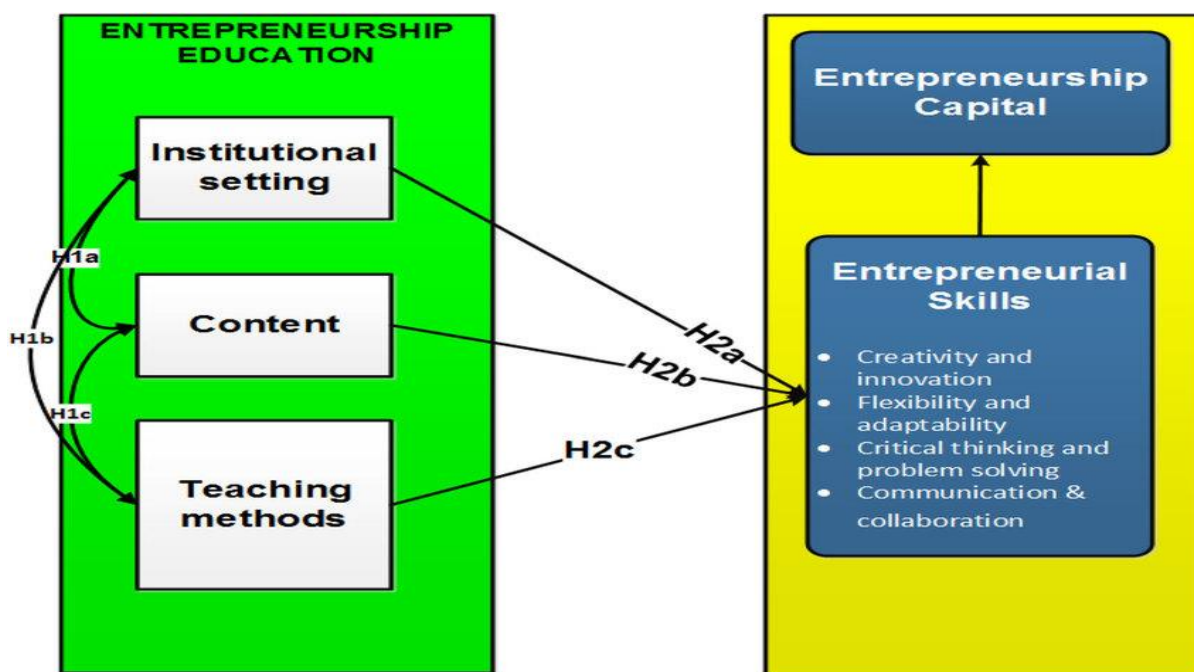 ENTREPRENEURSHIP
EDUCATION
Institutional
setting
H1a
Content
H1b
H1c
Teaching
methods
H2a
H2b
H2c
Entrepreneurship
Capital
Entrepreneurial
Skills
• Creativity and
innovation
• Flexibility and
adaptability
• Critical thinking and
problem solving
• Communication &
collaboration